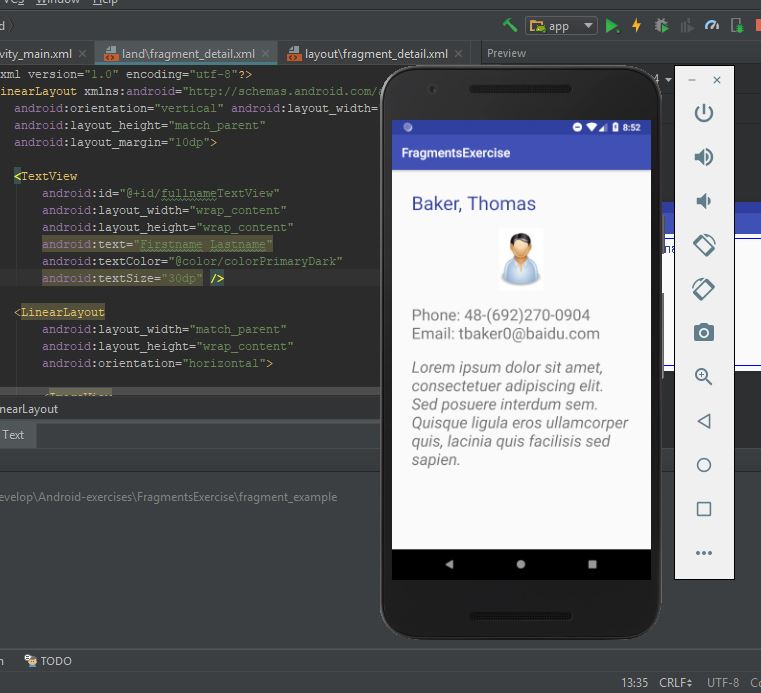 VCS Window Help
app
vity_main.xml
land\fragment_detail.xml
layout\fragment_detail.xml
Preview
xml version="1.0" encoding="utf-8"?>
inearLayout xmlns:android="http://schemas.android.com/a
android:orientation="vertical" android:layout_width=
android:layout_height="match_parent"
android:layout_margin="10dp">
<TextView
android:id="@+id/fullnameTextView"
android:layout_width="wrap_content"
android:layout_height="wrap_content"
android:text="Firstname Lastname"
android:textColor="@color/colorPrimaryDark"
android:textSize="30dp" />
<LinearLayout
android:layout_width="match_parent"
android:layout_height="wrap_content"
android:orientation="horizontal">
<ImageView
inearLayout
Text
evelop\Android-exercises\FragmentsExercise\fragment_example
8:52
FragmentsExercise
Baker, Thomas
Phone: 48-(692)270-0904
Email: tbaker0@baidu.com
Lorem ipsum dolor sit amet,
consectetuer adipiscing elit.
Sed posuere interdum sem.
Quisque ligula eros ullamcorper
quis, lacinia quis facilisis sed
sapien.
TODO
13:35 CRLF UTF-8